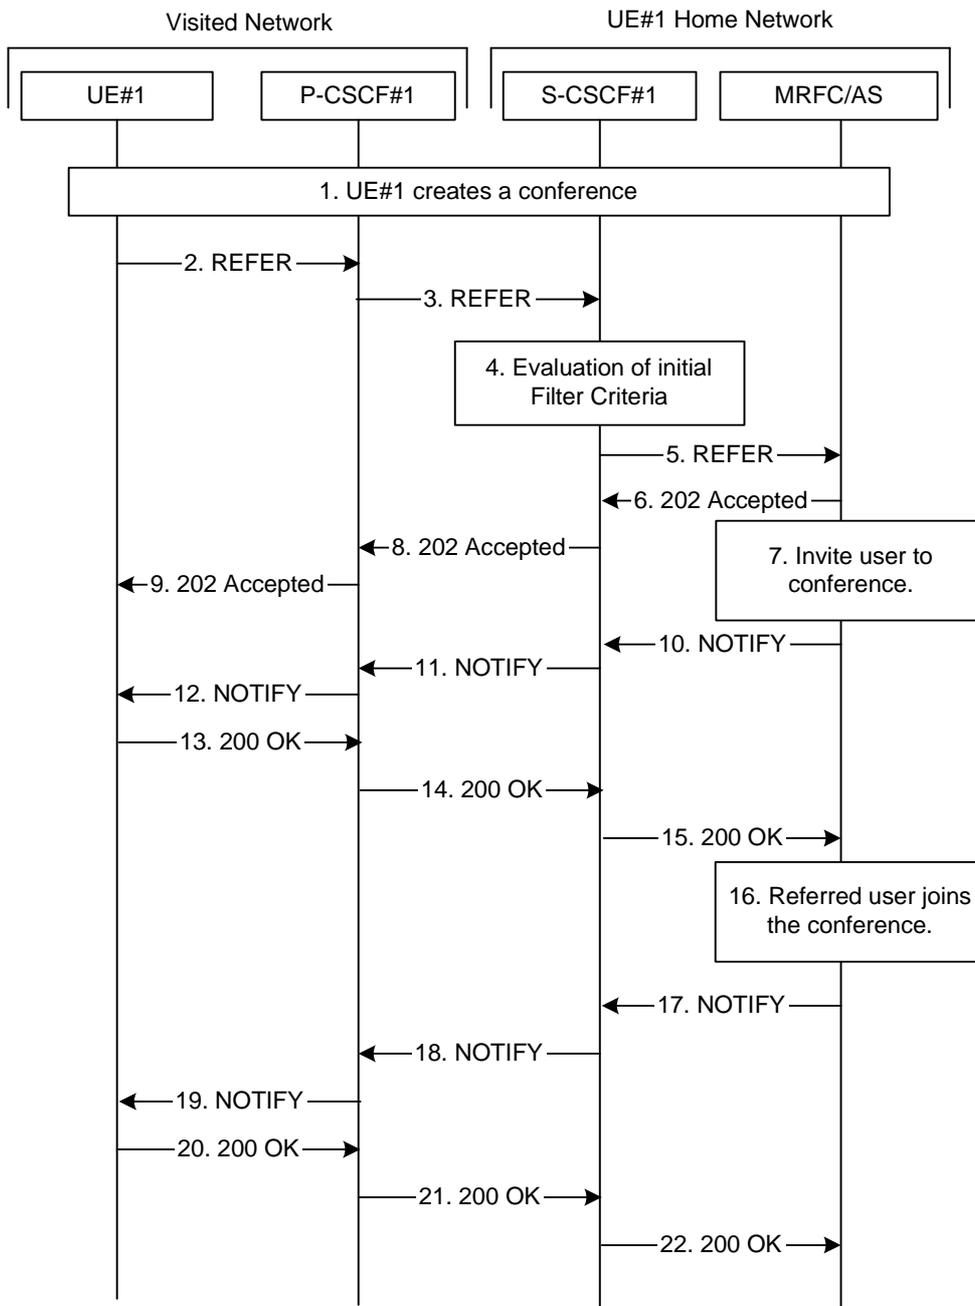 Visited Network
UE#1 Home Network
UE#1
P-CSCF#1
S-CSCF#1
MRFC/AS
1. UE#1 creates a conference
2. REFER
3. REFER
4. Evaluation of initial
Filter Criteria
5. REFER
6. 202 Accepted
8. 202 Accepted
7. Invite user to
conference.
9. 202 Accepted
10. NOTIFY
11. NOTIFY
12. NOTIFY
13. 200 OK
14. 200 OK
15. 200 OK
16. Referred user joins
the conference.
17. NOTIFY
18. NOTIFY
19. NOTIFY
20. 200 OK
21. 200 OK
22. 200 OK